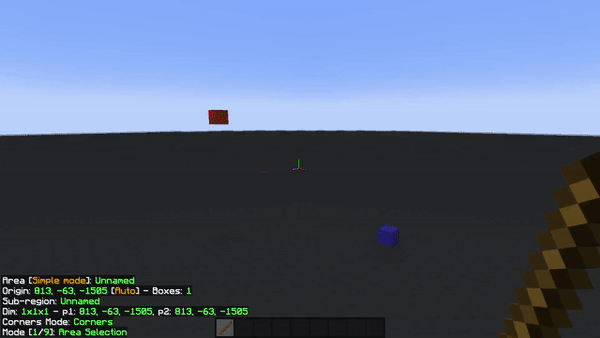 Area [Simple mode]: Unnamed
Origin: 813, -63, -1505 [Auto] - Boxes: 1
Sub-region: Unnamed
Dim: 1x1x1 - p1: 813, -63, -1505, p2: 813, -63, -1505
Corners Mode: Corners
Mode [1/9]: Area Selection